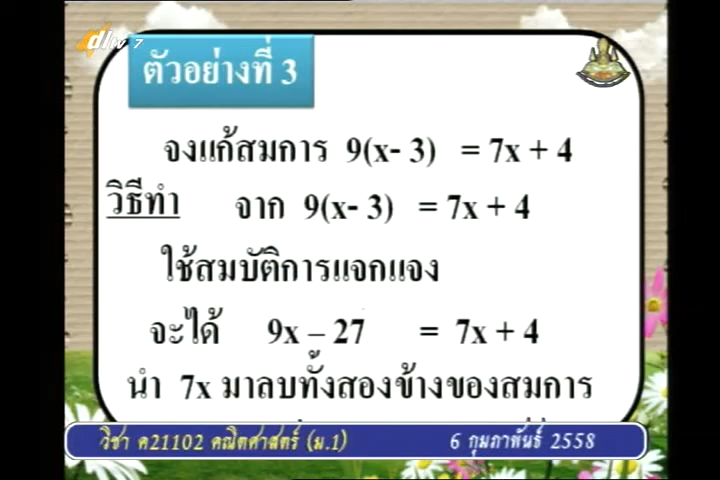 dltv 7
ตัวอย่างที่ 3
จงแก้สมการ 9(x- 3) = 7x + 4
วิธีทำ จาก 9(x- 3) = 7x + 4
ใช้สมบัติการแจกแจง
จะได้ 9x – 27 = 7x + 4
นำ 7x มาลบทั้งสองข้างของสมการ
วิชา ค21102 คณิตศาสตร์ (ม.1) 6 กุมภาพันธ์ 2558